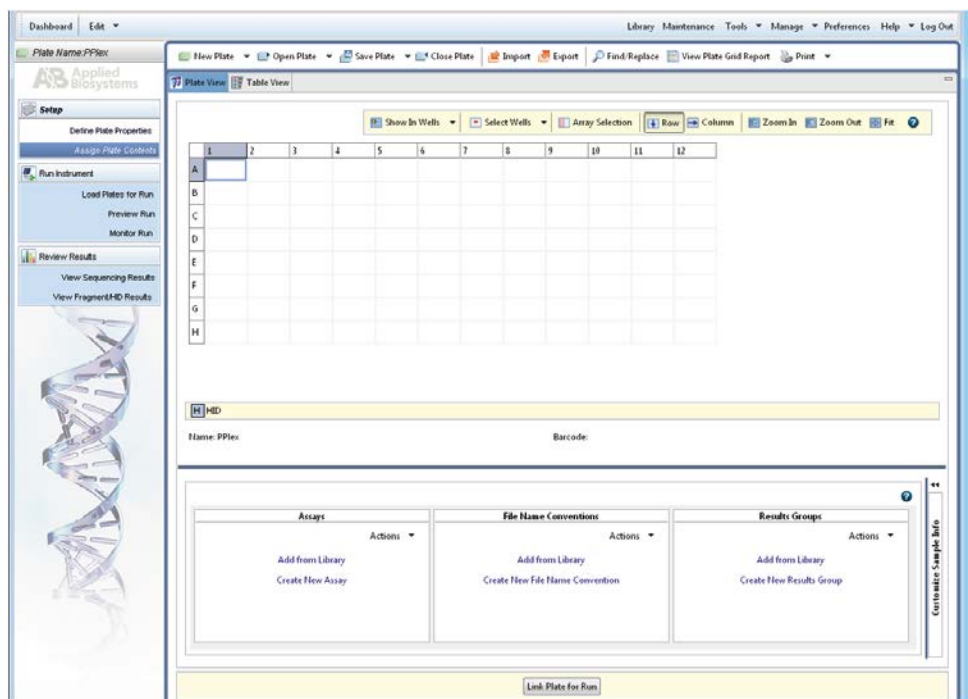 Dashboard Edit
Library Maintenance Tools Manage Preferences Help Log Out
Plate Name:PPlex
AB Applied
Biosystems
Setup
Define Plate Properties
Assign Plate Contents
Run Instrument
Load Plates for Run
Preview Run
Monitor Run
Review Results
View Sequencing Results
View Fragment/HID Results
New Plate Open Plate Save Plate Close Plate Import Export Find/Replace View Plate Grid Report Print
Plate View Table View
Show In Wells Select Wells Array Selection Row Column Zoom In Zoom Out Fit ?
1 2 3 4 5 6 7 8 9 10 11 12
A
B
C
D
E
F
G
H
H HID
Name: PPlex Barcode:
?
Assays
Actions
Add from Library
Create New Assay
File Name Conventions
Actions
Add from Library
Create New File Name Convention
Results Groups
Actions
Add from Library
Create New Results Group
Customize Sample Info
Link Plate for Run